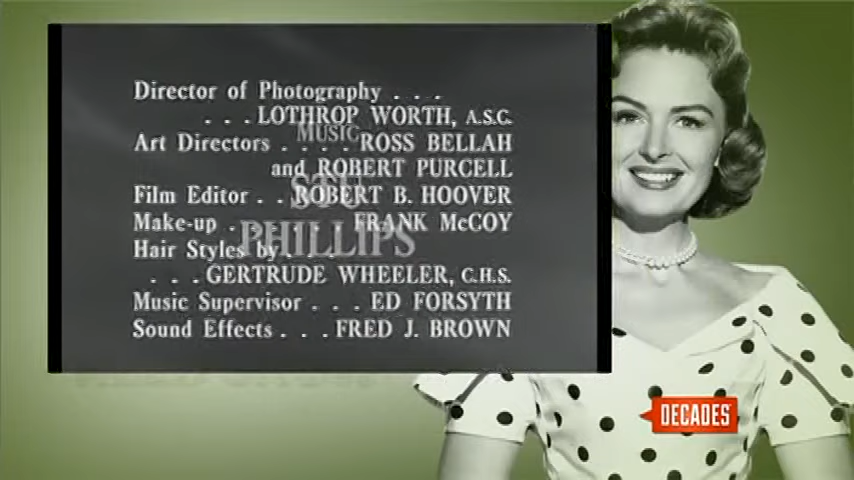 Director of Photography . . .
. . . LOTHROP WORTH, A.S.C.
MUSIC
Art Directors . . . . ROSS BELLAH
and ROBERT PURCELL
STU
Film Editor . . ROBERT B. HOOVER
Make-up . . . . . . FRANK McCOY
PHILLIPS
Hair Styles by . . .
. . . GERTRUDE WHEELER, C.H.S.
Music Supervisor . . . ED FORSYTH
Sound Effects . . . FRED J. BROWN
DECADES